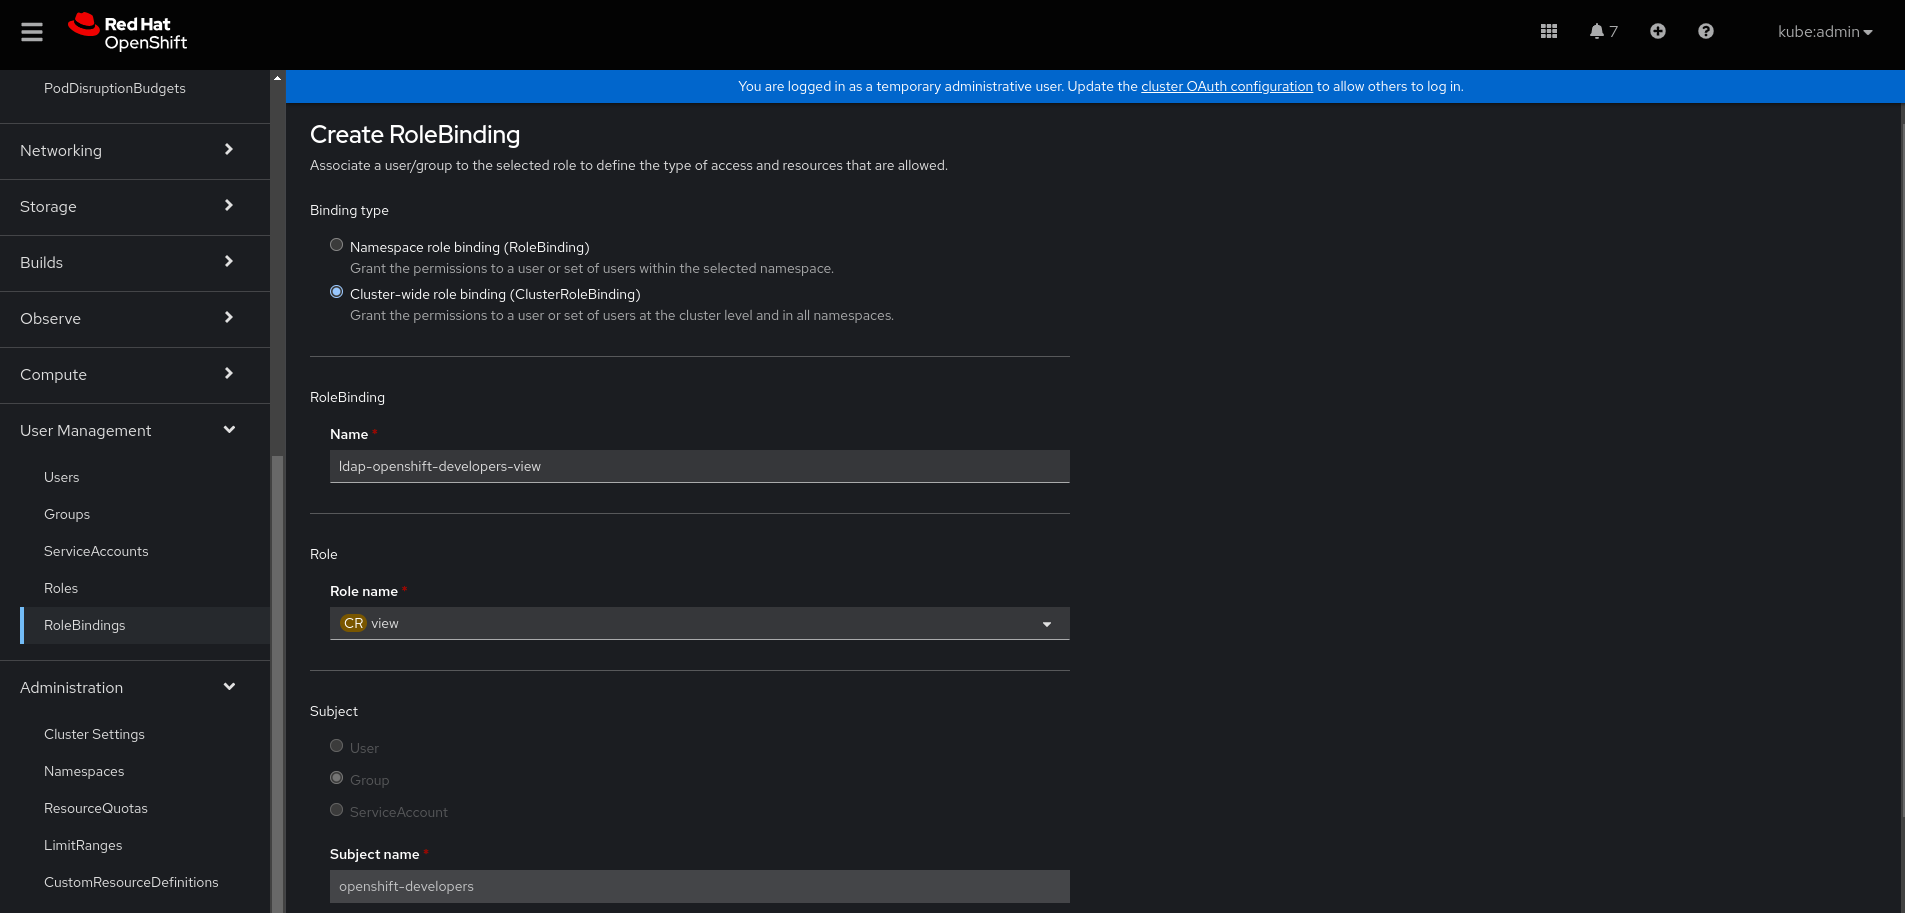 Red Hat
OpenShift
7
kube:admin
PodDisruptionBudgets
Networking
Storage
Builds
Observe
Compute
User Management
Users
Groups
ServiceAccounts
Roles
RoleBindings
Administration
Cluster Settings
Namespaces
ResourceQuotas
LimitRanges
CustomResourceDefinitions
You are logged in as a temporary administrative user. Update the cluster OAuth configuration to allow others to log in.
Create RoleBinding
Associate a user/group to the selected role to define the type of access and resources that are allowed.
Binding type
Namespace role binding (RoleBinding)
Grant the permissions to a user or set of users within the selected namespace.
Cluster-wide role binding (ClusterRoleBinding)
Grant the permissions to a user or set of users at the cluster level and in all namespaces.
RoleBinding
Name *
ldap-openshift-developers-view
Role
Role name *
CR view
Subject
User
Group
ServiceAccount
Subject name *
openshift-developers